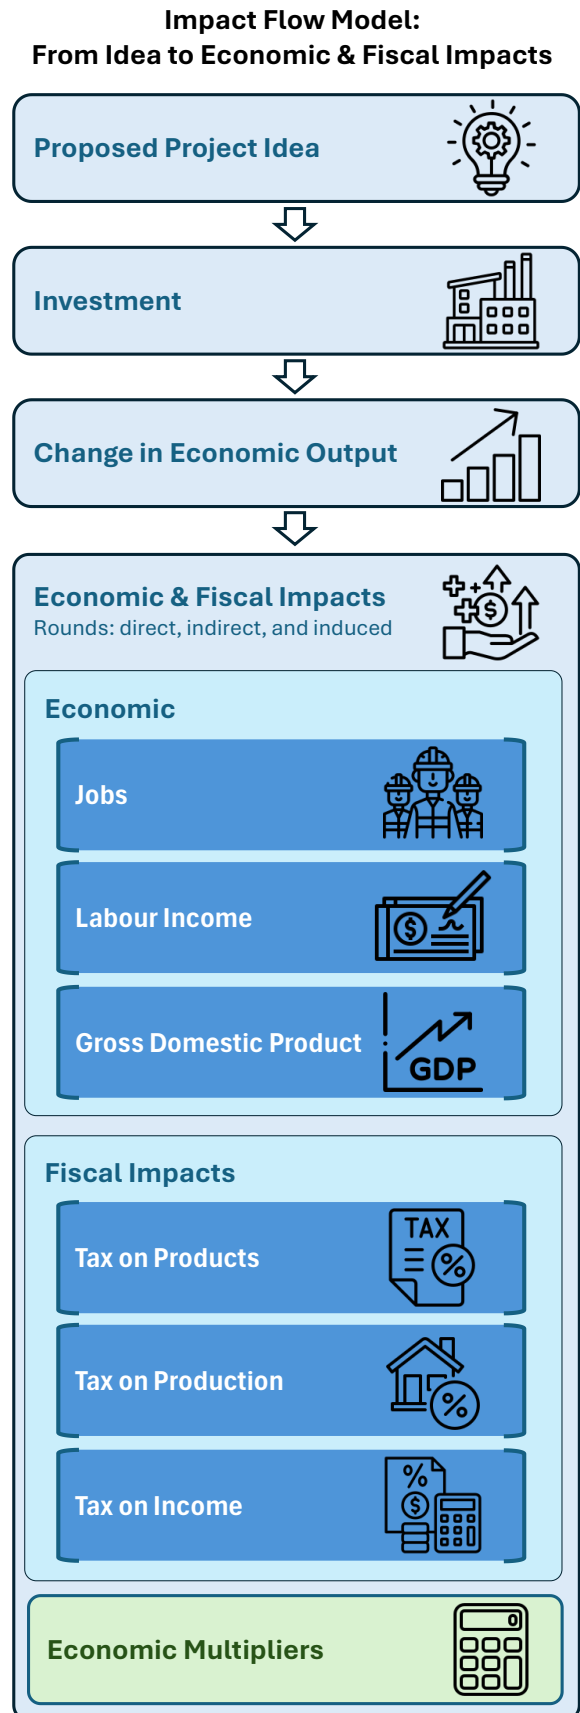 Impact Flow Model:
From Idea to Economic & Fiscal Impacts
Proposed Project Idea
Investment
Change in Economic Output
Economic & Fiscal Impacts
Rounds: direct, indirect, and induced
$
Economic
Jobs
Labour Income
$
Gross Domestic Product
GDP
Fiscal Impacts
Tax on Products
TAX
%
Tax on Production
%
Tax on Income
%
$
Economic Multipliers
0